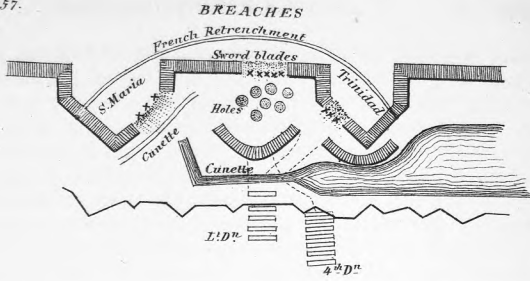 57.
BREACHES
French Retrenchment
Sword blades
S. Maria
Trinidad
Holes
Cunette
Cunette
Lt Dn
4th Dn